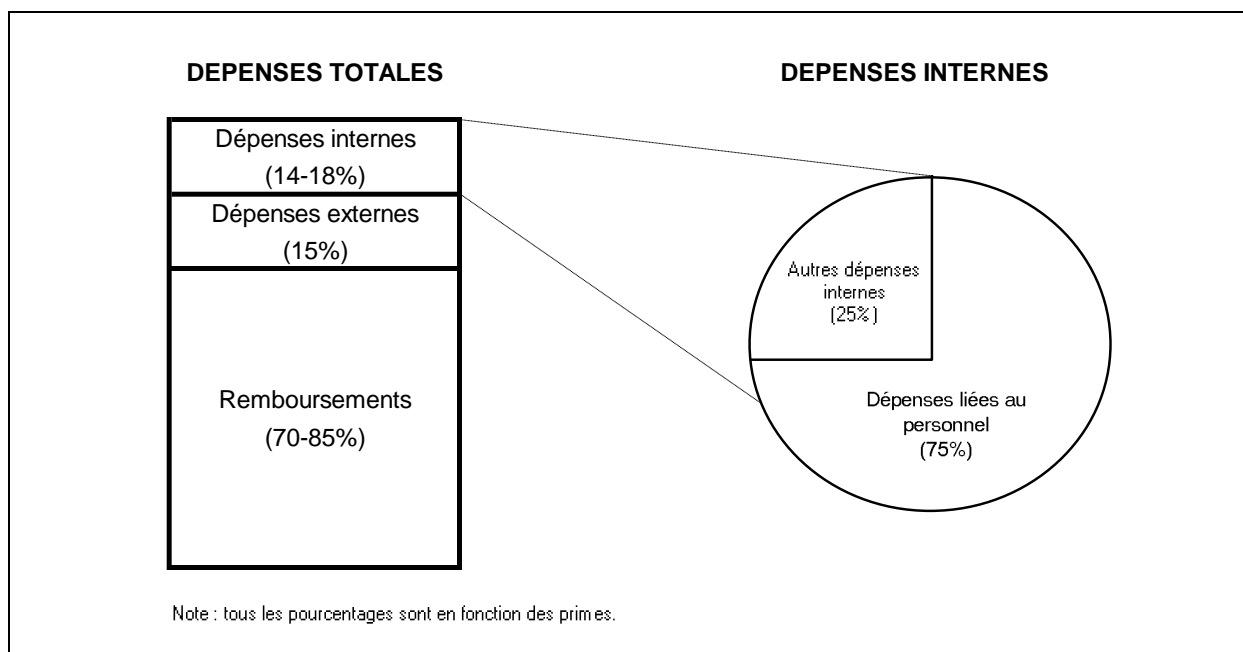 DEPENSES TOTALES
DEPENSES INTERNES
Dépenses internes
(14-18%)
Dépenses externes
(15%)
Remboursements
(70-85%)
Autres dépenses
internes
(25%)
Dépenses liées au
personnel
(75%)
Note : tous les pourcentages sont en fonction des primes.